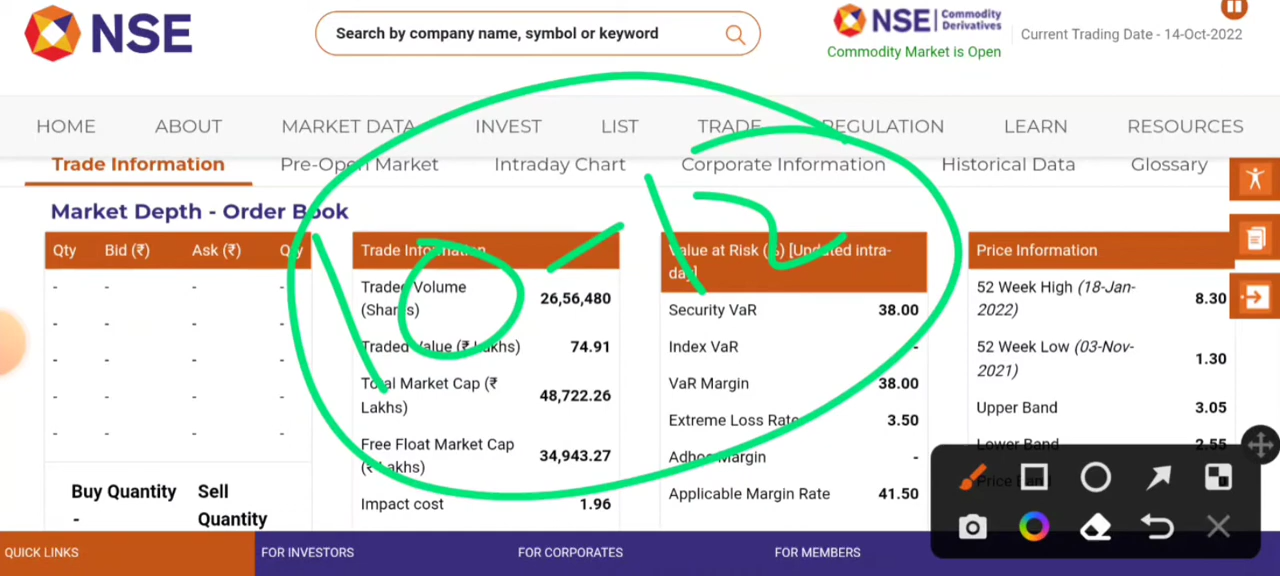 NSE
Search by company name, symbol or keyword
NSE | Commodity Derivatives
Commodity Market is Open
Current Trading Date - 14-Oct-2022
HOME ABOUT MARKET DATA INVEST LIST TRADE REGULATION LEARN RESOURCES
Trade Information Pre-Open Market Intraday Chart Corporate Information Historical Data Glossary
Market Depth - Order Book
Qty Bid (₹) Ask (₹) Qty
- - - -
- - - -
- - - -
- - - -
- - - -
Buy Quantity Sell Quantity
-
Trade Information
Traded Volume (Shares) 26,56,480
Traded Value (₹ Lakhs) 74.91
Total Market Cap (₹ Lakhs) 48,722.26
Free Float Market Cap (₹ Lakhs) 34,943.27
Impact cost 1.96
Value at Risk (%) [Updated intra-day]
Security VaR 38.00
Index VaR -
VaR Margin 38.00
Extreme Loss Rate 3.50
Adhoc Margin -
Applicable Margin Rate 41.50
Price Information
52 Week High (18-Jan-2022) 8.30
52 Week Low (03-Nov-2021) 1.30
Upper Band 3.05
Lower Band 2.55
Price Band
10 - 12
QUICK LINKS FOR INVESTORS FOR CORPORATES FOR MEMBERS